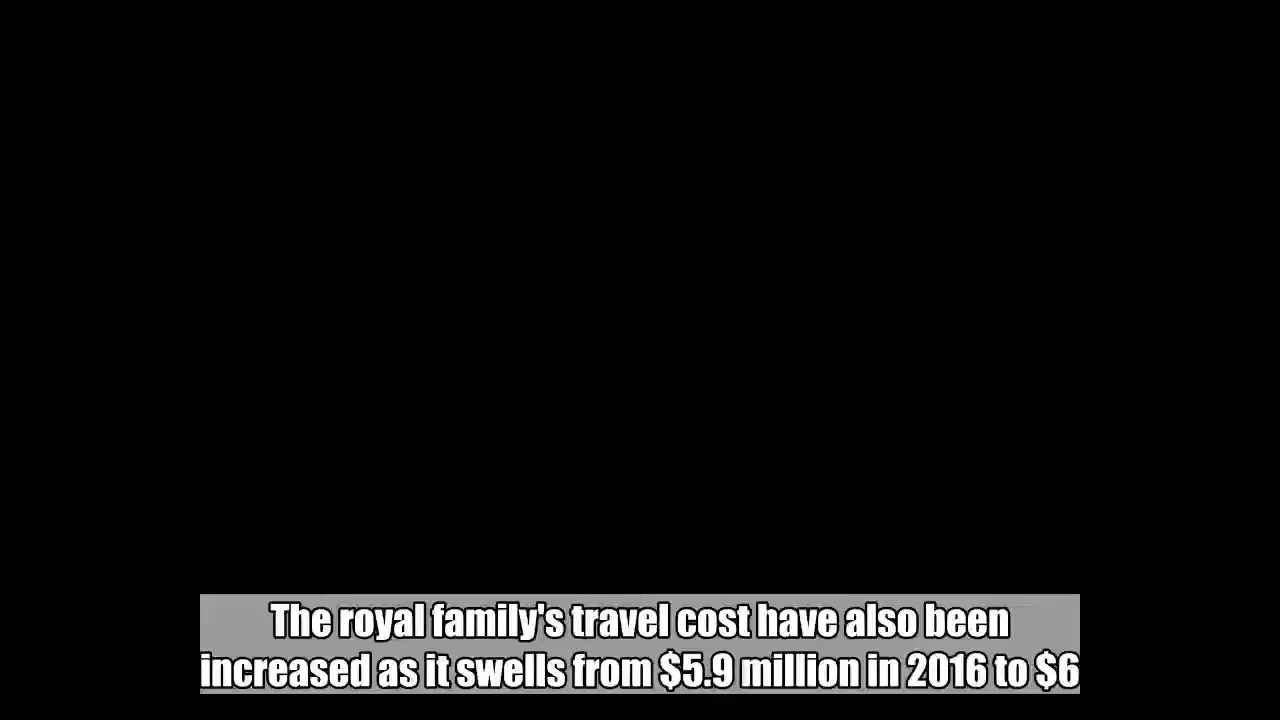 The royal family's travel cost have also been
increased as it swells from $5.9 million in 2016 to $6